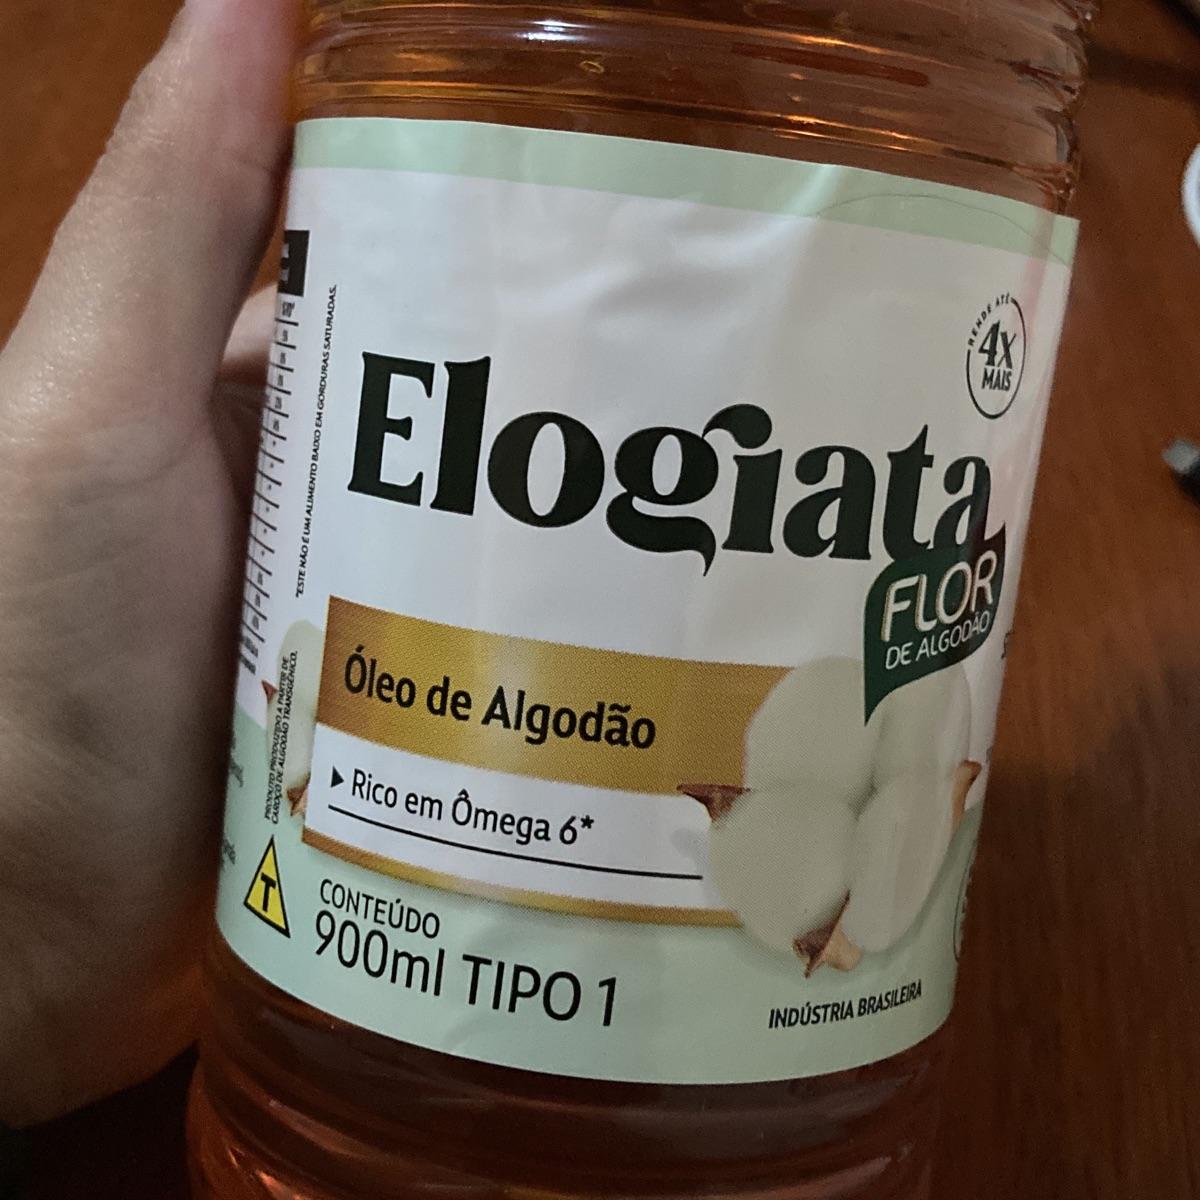 RENDE ATÉ
4X
MAIS
Elogiata
FLOR
DE ALGODÃO
Óleo de Algodão
▶ Rico em Ômega 6*
CONTEÚDO
900ml TIPO 1
INDÚSTRIA BRASILEIRA
*ESTE NÃO É UM ALIMENTO BAIXO EM GORDURAS SATURADAS.
PRODUTO PRODUZIDO A PARTIR DE
CAROÇO DE ALGODÃO TRANSGÊNICO.
T